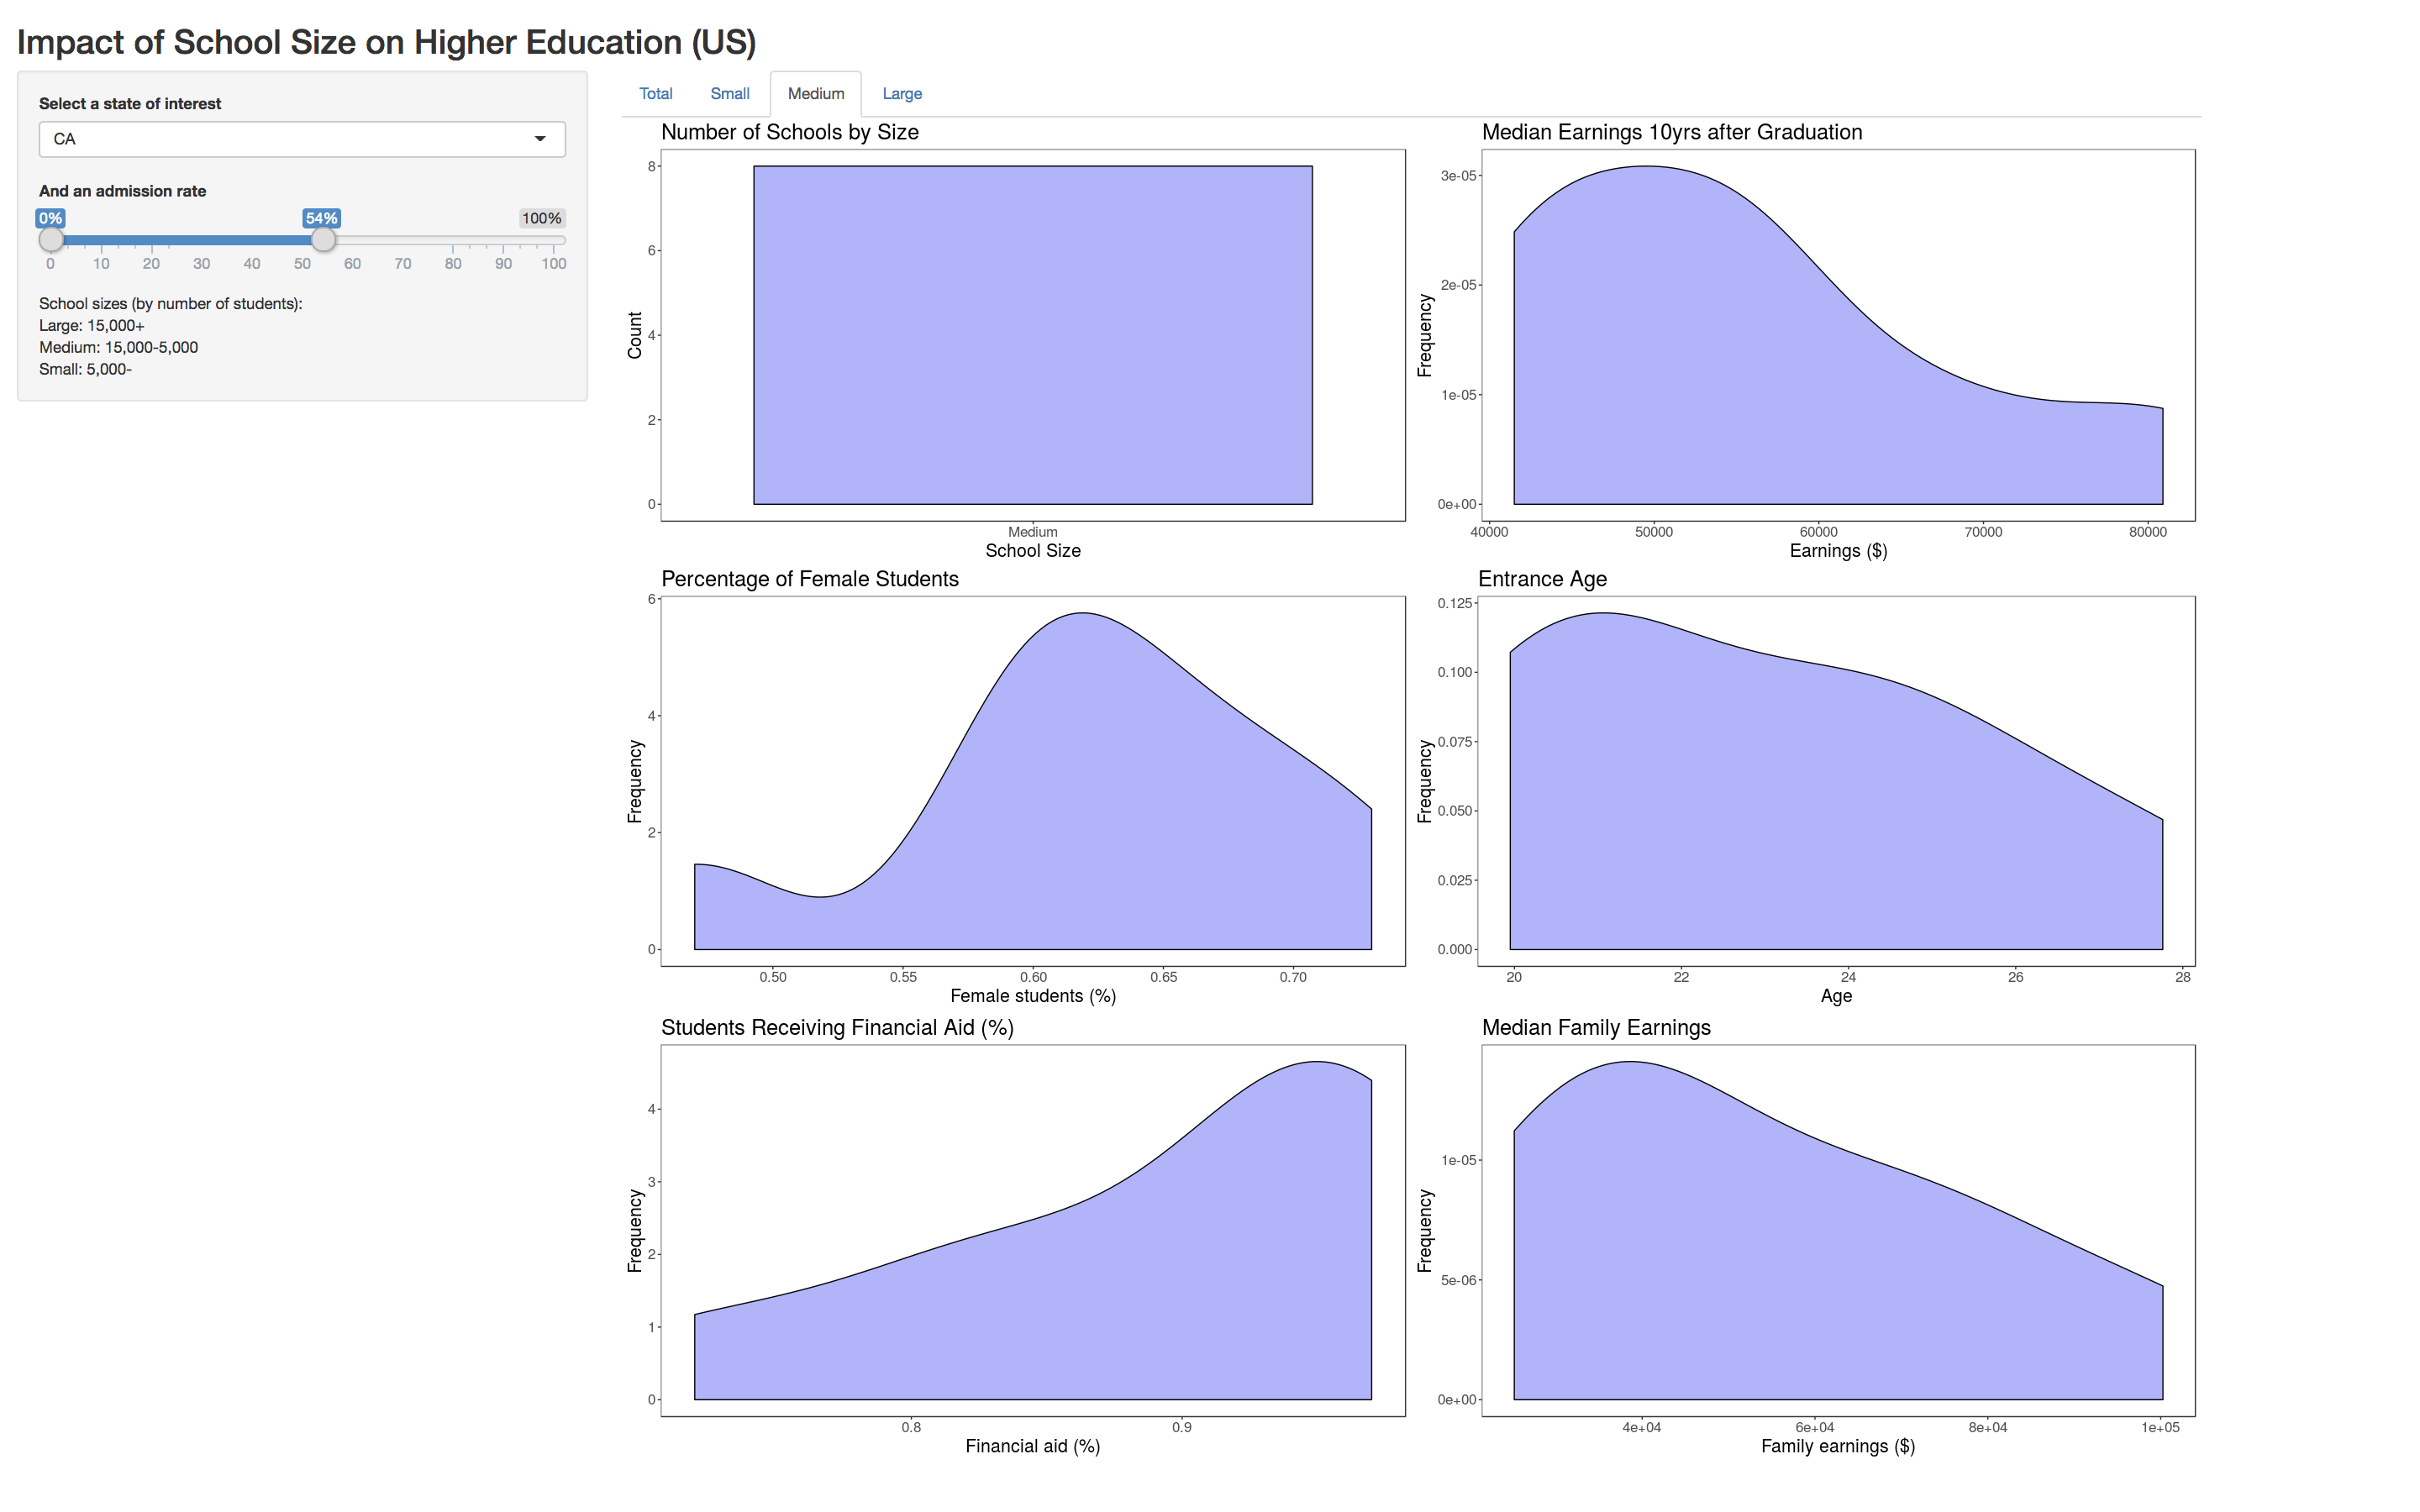 Impact of School Size on Higher Education (US)
Select a state of interest
CA
And an admission rate
0% 54% 100%
0 10 20 30 40 50 60 70 80 90 100
School sizes (by number of students):
Large: 15,000+
Medium: 15,000-5,000
Small: 5,000-
Total Small Medium Large
Number of Schools by Size
Count
8
6
4
2
0
Medium
School Size
Median Earnings 10yrs after Graduation
Frequency
3e-05
2e-05
1e-05
0e+00
40000 50000 60000 70000 80000
Earnings ($)
Percentage of Female Students
Frequency
6
4
2
0
0.50 0.55 0.60 0.65 0.70
Female students (%)
Entrance Age
Frequency
0.125
0.100
0.075
0.050
0.025
0.000
20 22 24 26 28
Age
Students Receiving Financial Aid (%)
Frequency
4
3
2
1
0
0.8 0.9
Financial aid (%)
Median Family Earnings
Frequency
1e-05
5e-06
0e+00
4e+04 6e+04 8e+04 1e+05
Family earnings ($)